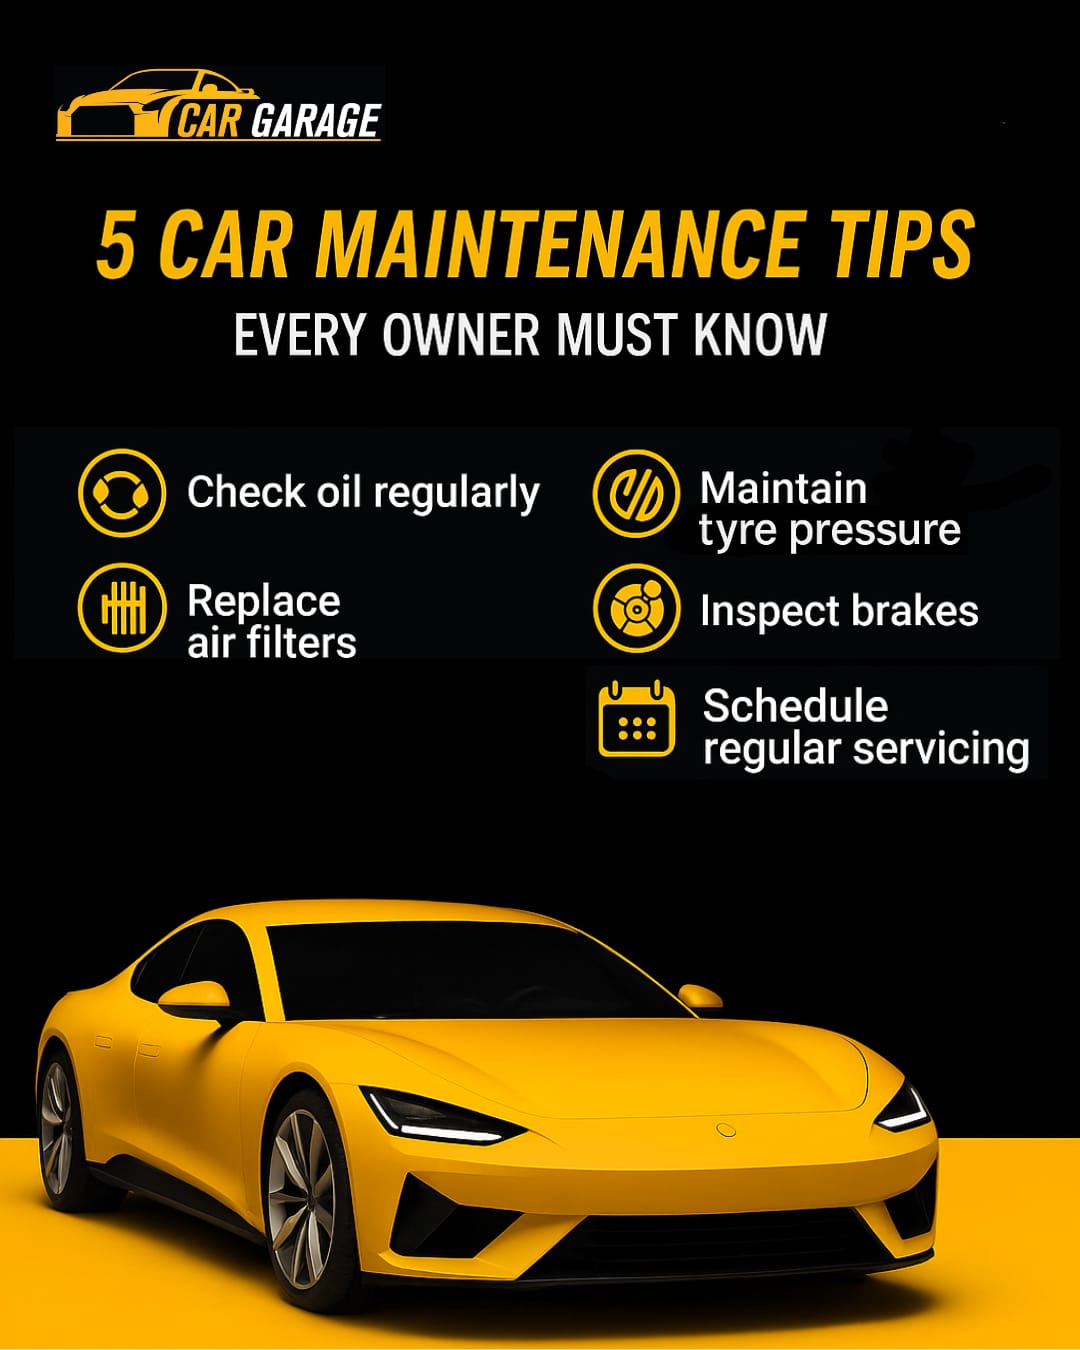 CAR GARAGE
5 CAR MAINTENANCE TIPS
EVERY OWNER MUST KNOW
Check oil regularly
Maintain
tyre pressure
Replace
air filters
Inspect brakes
Schedule
regular servicing